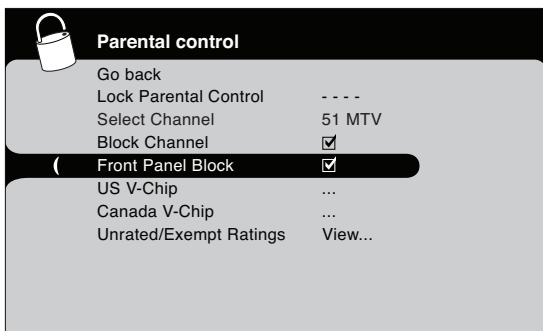 Parental control
Go back
Lock Parental Control - - - -
Select Channel 51 MTV
Block Channel ☑
Front Panel Block ☑
US V-Chip ...
Canada V-Chip ...
Unrated/Exempt Ratings View...